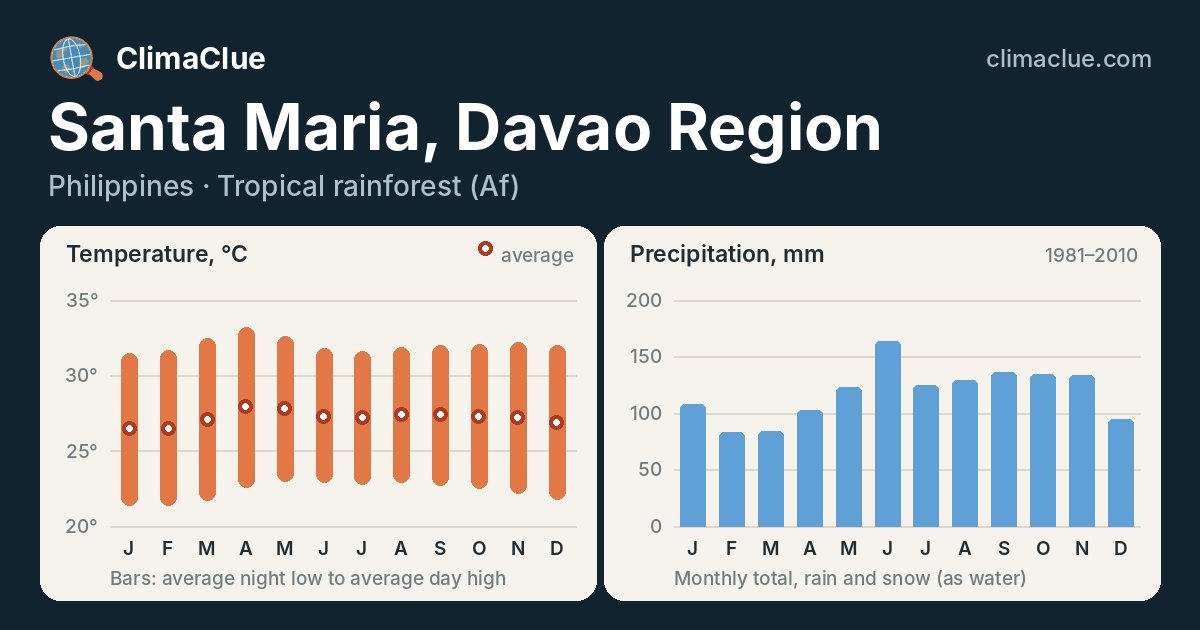 ClimaClue
climaclue.com
Santa Maria, Davao Region
Philippines · Tropical rainforest (Af)
Temperature, °C
average
35°
30°
25°
20°
J F M A M J J A S O N D
Bars: average night low to average day high
Precipitation, mm
1981–2010
200
150
100
50
0
J F M A M J J A S O N D
Monthly total, rain and snow (as water)